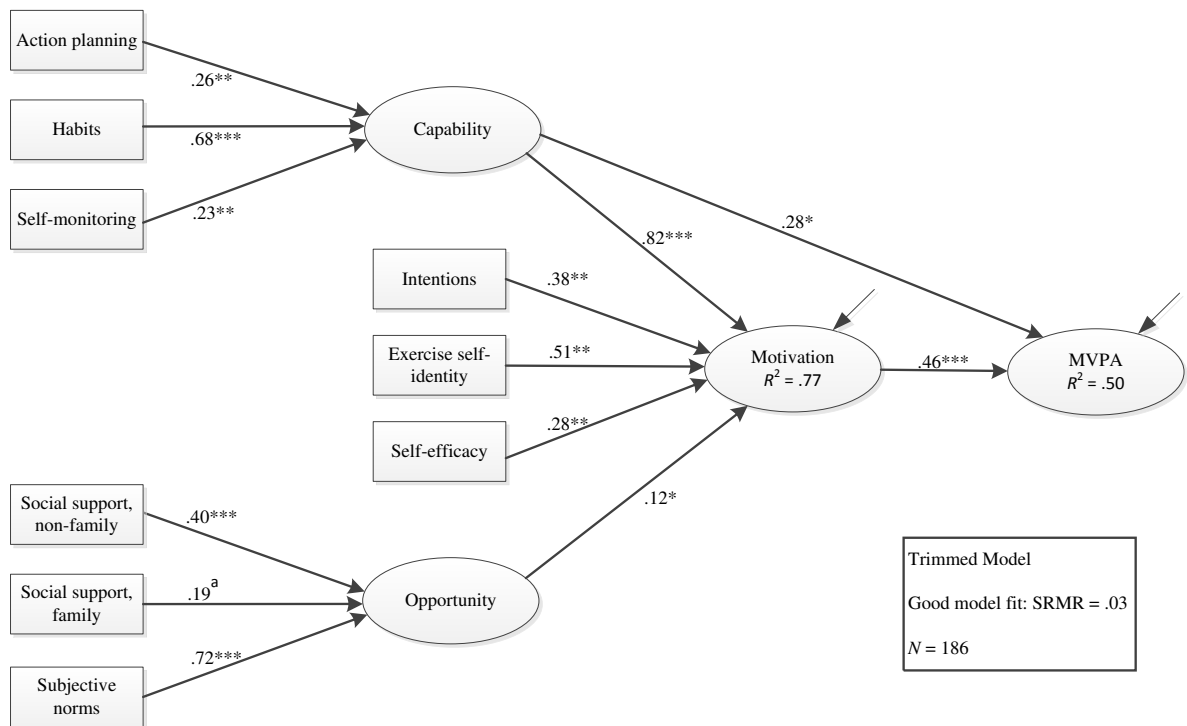 Action planning
.26**
Habits
.68***
Self-monitoring
.23**
Capability
.28*
.82***
Intentions
.38**
Exercise self-
identity
.51**
Self-efficacy
.28**
Motivation
R² = .77
.46***
MVPA
R² = .50
Social support,
non-family
.40***
Social support,
family
.19ª
Subjective
norms
.72***
Opportunity
.12*
Trimmed Model
Good model fit: SRMR = .03
N = 186